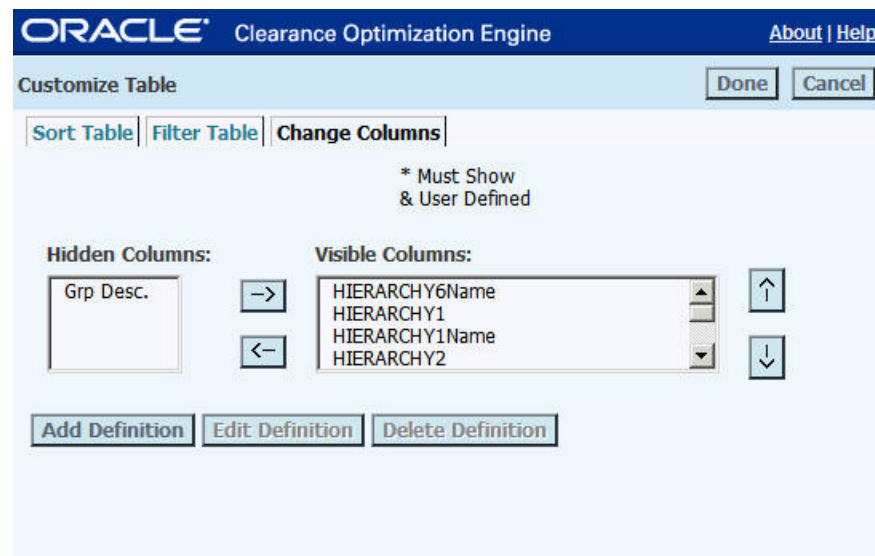 ORACLE® Clearance Optimization Engine About | Help
Customize Table Done Cancel
Sort Table Filter Table Change Columns
* Must Show
& User Defined
Hidden Columns: Visible Columns:
Grp Desc. --> HIERARCHY6Name
HIERARCHY1
HIERARCHY1Name
<-- HIERARCHY2
Add Definition Edit Definition Delete Definition